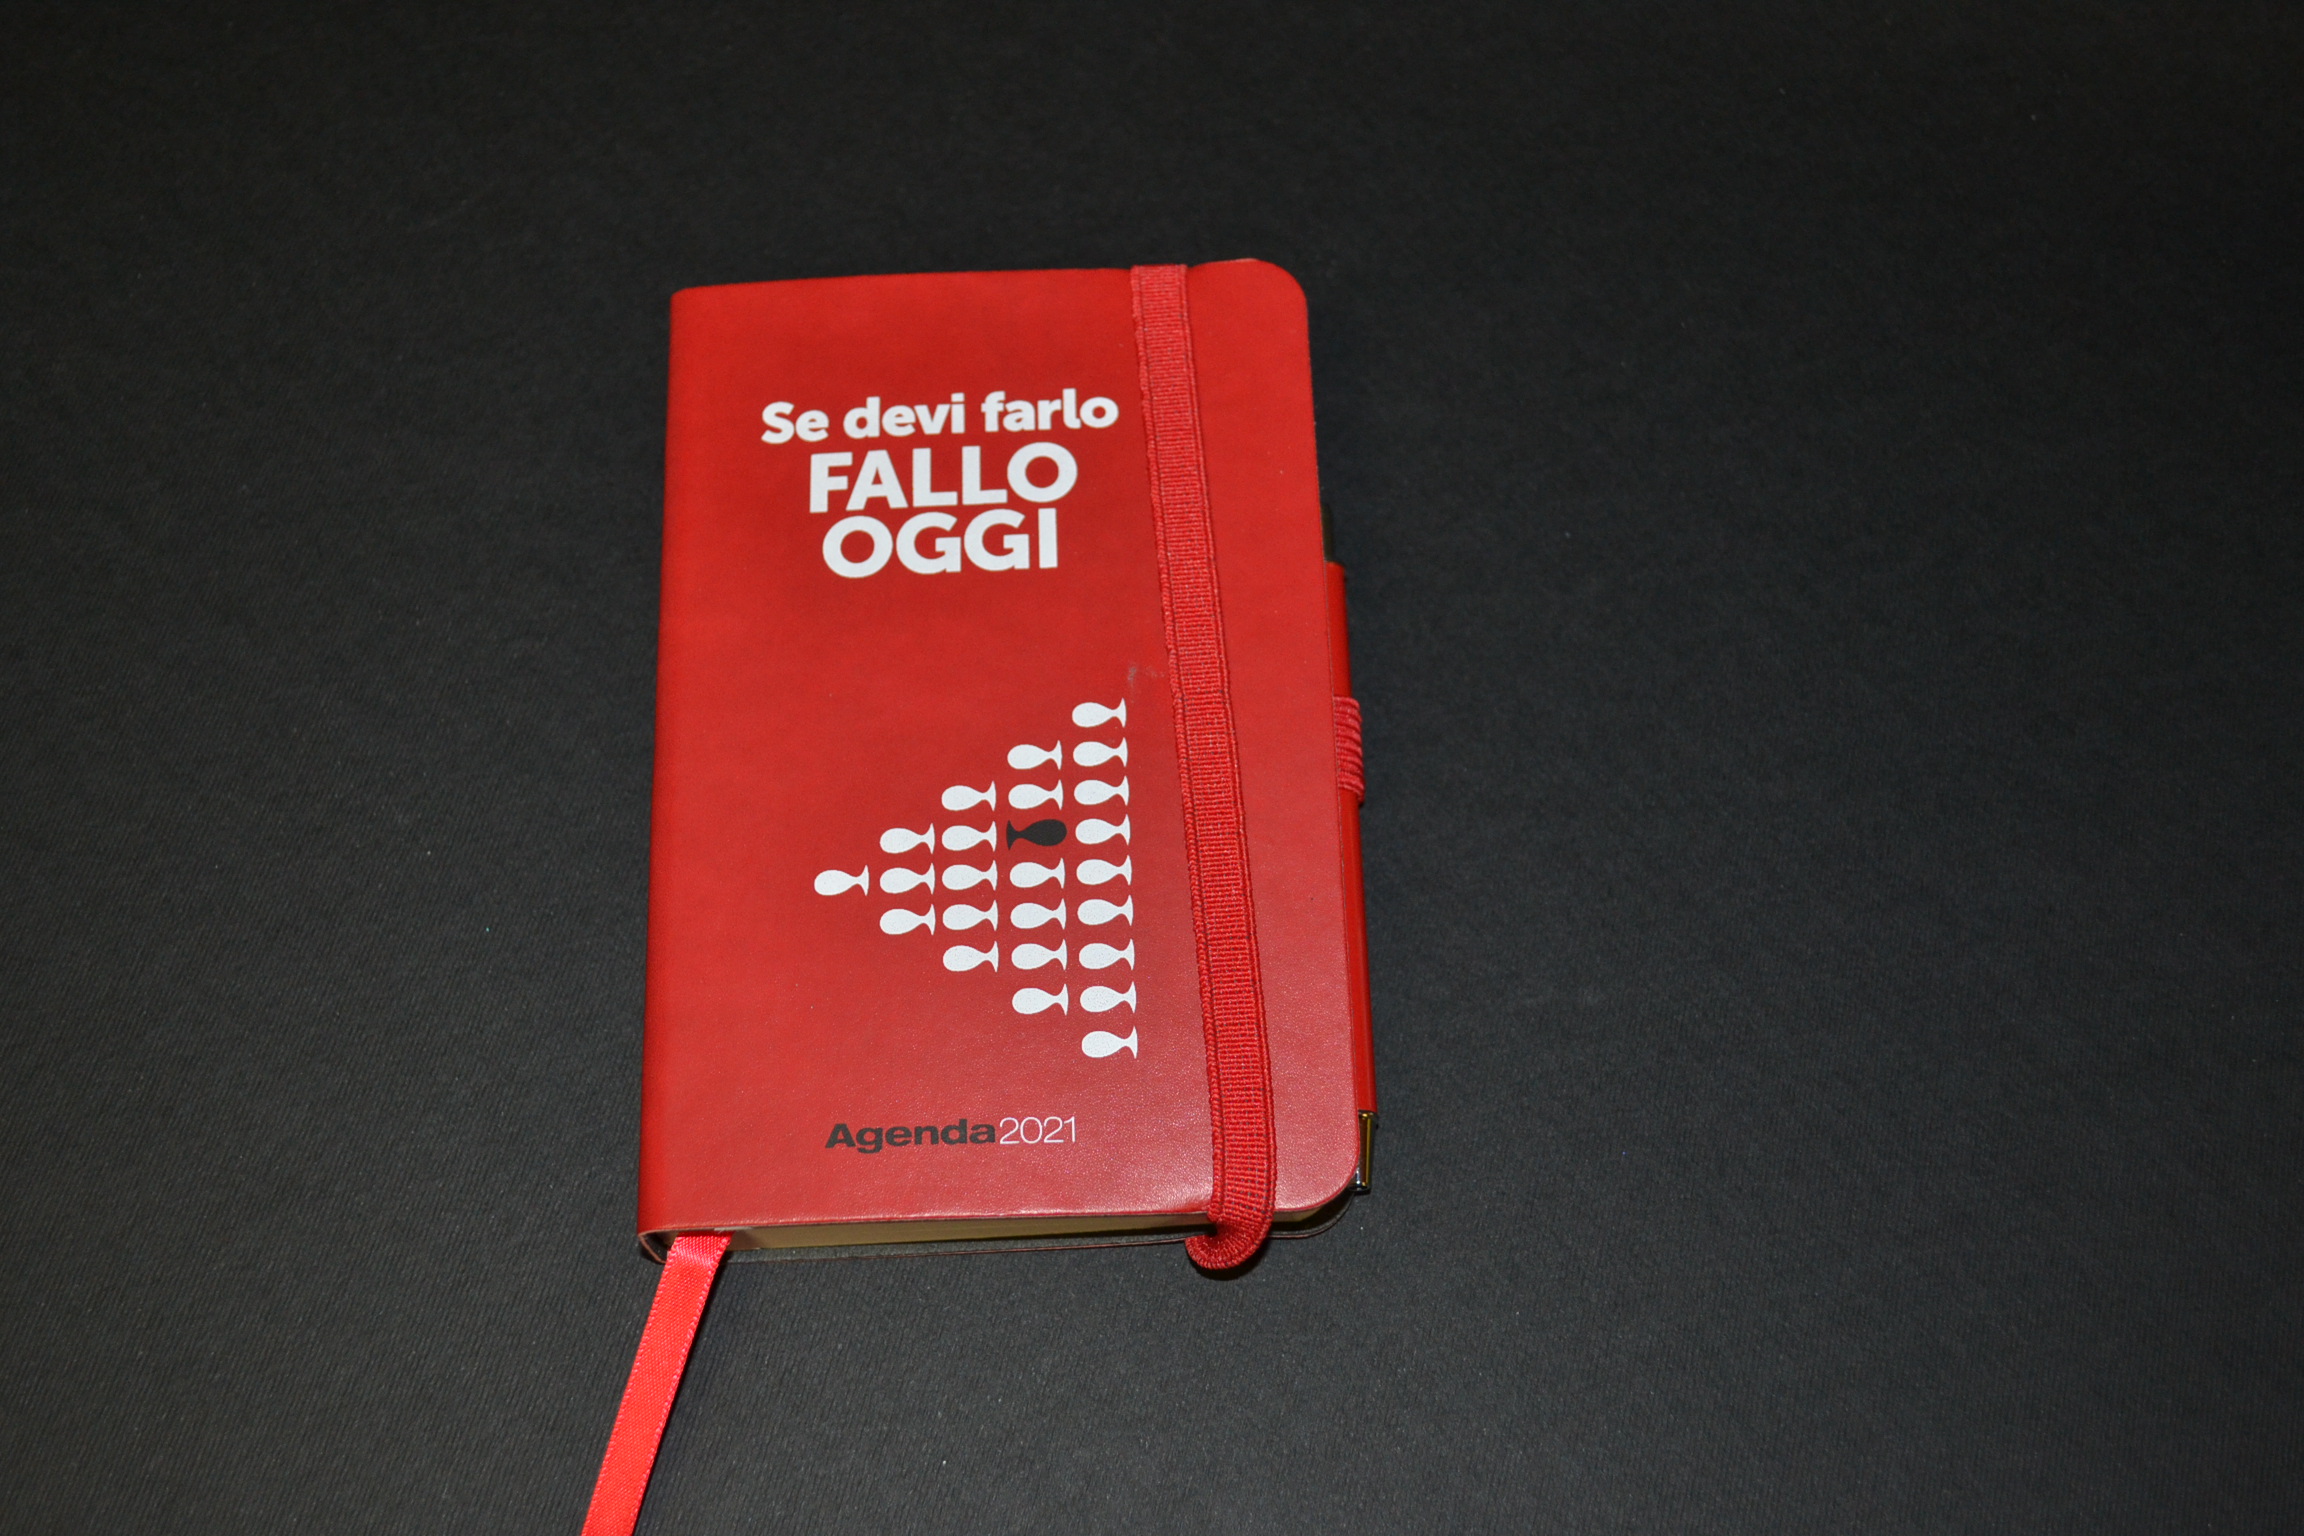 Se devi farlo
FALLO
OGGI
Agenda2021